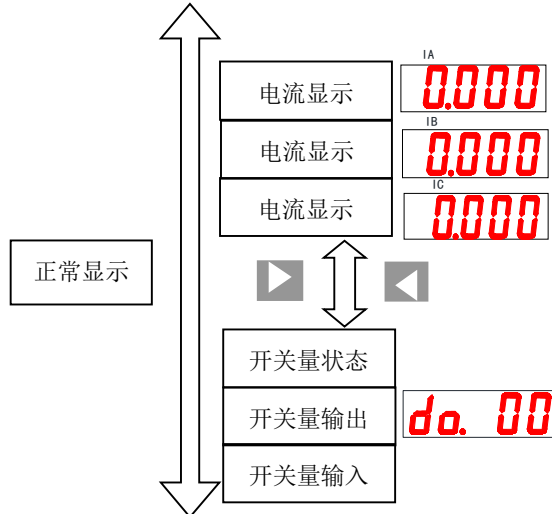 IA
电流显示 0.000
IB
电流显示 0.000
IC
电流显示 0.000
正常显示
开关量状态
开关量输出 do. 00
开关量输入